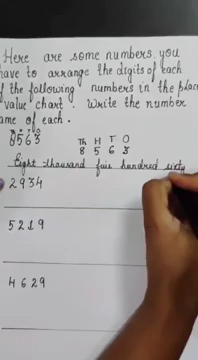 Here are some numbers, you
have to arrange the digits of each
of the following numbers in the place
value chart. Write the number
name of each.
8563
Th H T O
8 5 6 3
Eight thousand five hundred sixty
2934
5219
4629